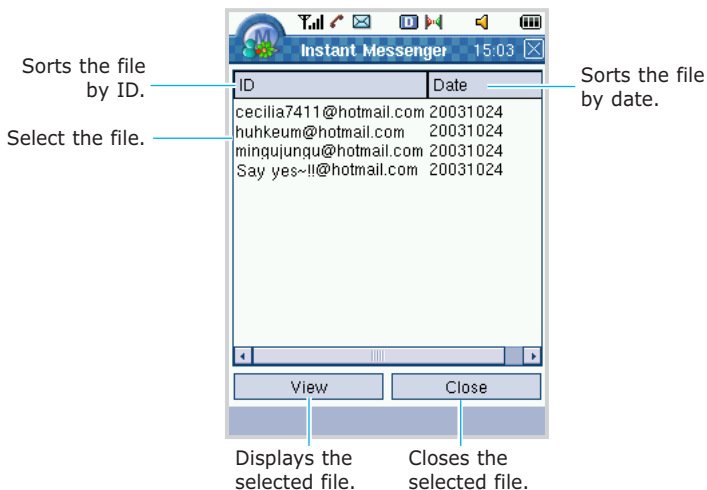 Instant Messenger 15:03
Sorts the file
by ID.
ID Date
Sorts the file
by date.
cecilia7411@hotmail.com 20031024
Select the file.
huhkeum@hotmail.com 20031024
mingujungu@hotmail.com 20031024
Say yes~!!@hotmail.com 20031024
View Close
Displays the
selected file.
Closes the
selected file.